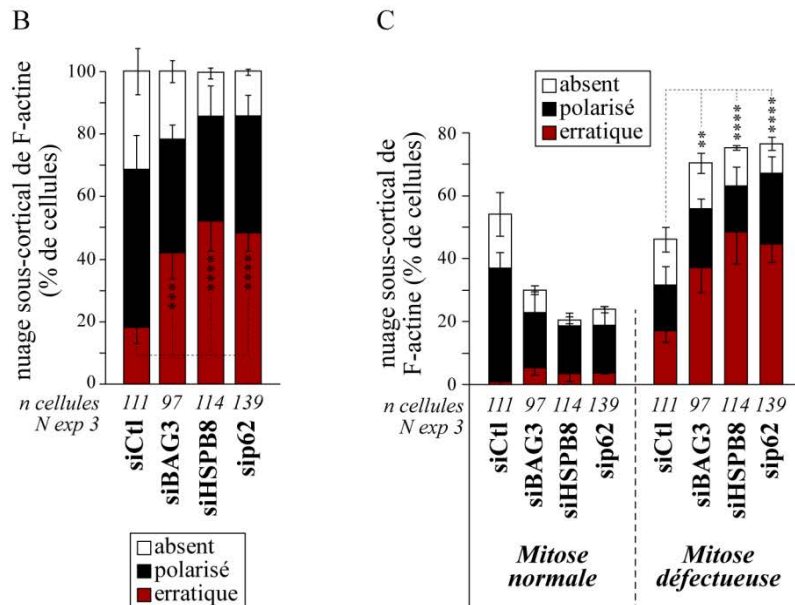 B
nuage sous-cortical de F-actine
(% de cellules)
100
80
60
40
20
0
****
****
****
n cellules 111 97 114 139
N exp 3
siCtl
siBAG3
siHSPB8
sip62
absent
polarisé
erratique
C
absent
polarisé
erratique
nuage sous-cortical de
F-actine (% de cellules)
80
60
40
20
0
**
****
****
n cellules 111 97 114 139 111 97 114 139
N exp 3
siCtl
siBAG3
siHSPB8
sip62
siCtl
siBAG3
siHSPB8
sip62
Mitose
normale
Mitose
défectueuse